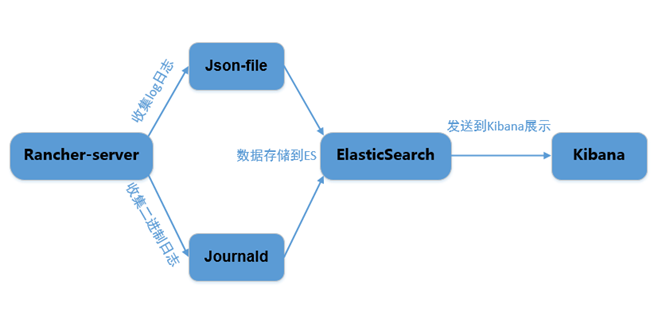 收集log日志
Json-file
发送到Kibana展示
Rancher-server
数据存储到ES
ElasticSearch
Kibana
收集二进制日志
Journald